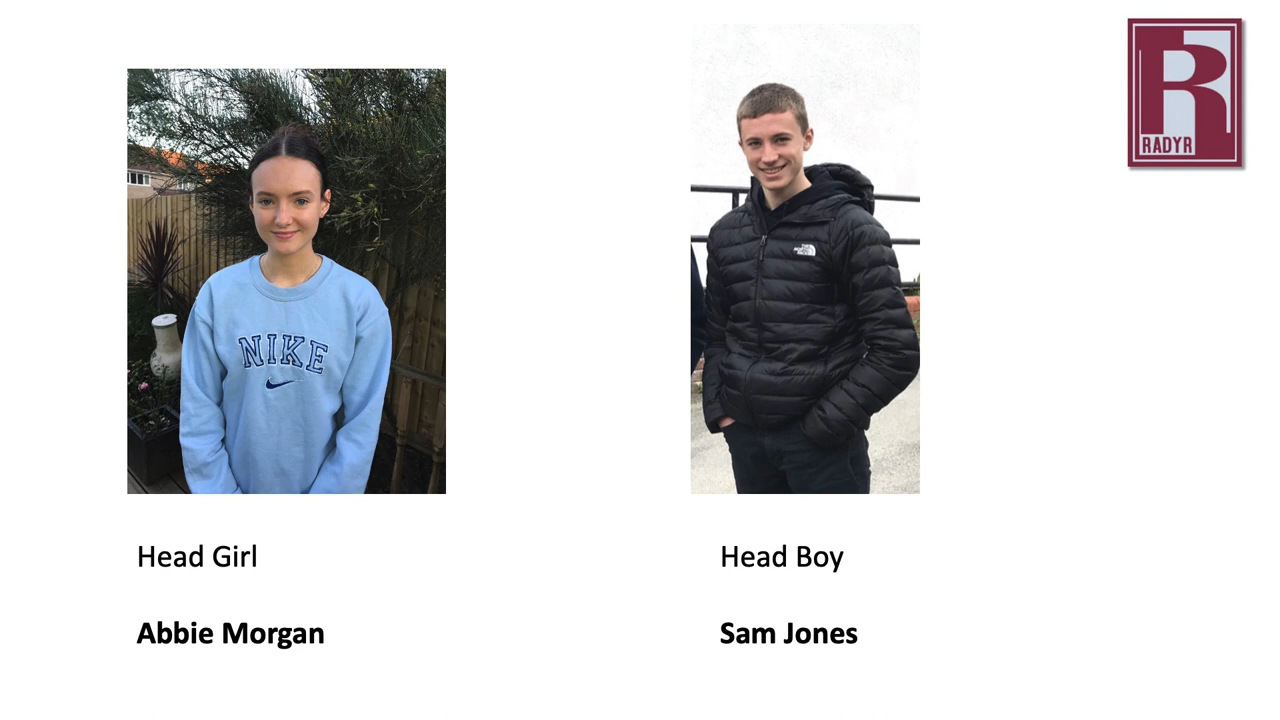 RADYR
NIKE
THE
NORTH
FACE
Head Girl
Head Boy
Abbie Morgan
Sam Jones